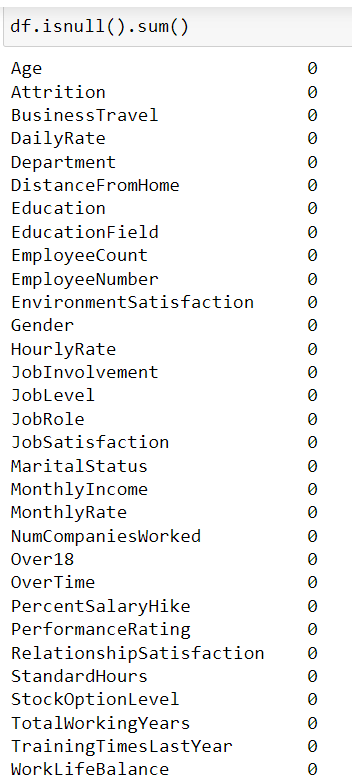 df.isnull().sum()
Age 0
Attrition 0
BusinessTravel 0
DailyRate 0
Department 0
DistanceFromHome 0
Education 0
EducationField 0
EmployeeCount 0
EmployeeNumber 0
EnvironmentSatisfaction 0
Gender 0
HourlyRate 0
JobInvolvement 0
JobLevel 0
JobRole 0
JobSatisfaction 0
MaritalStatus 0
MonthlyIncome 0
MonthlyRate 0
NumCompaniesWorked 0
Over18 0
OverTime 0
PercentSalaryHike 0
PerformanceRating 0
RelationshipSatisfaction 0
StandardHours 0
StockOptionLevel 0
TotalWorkingYears 0
TrainingTimesLastYear 0
WorkLifeBalance 0